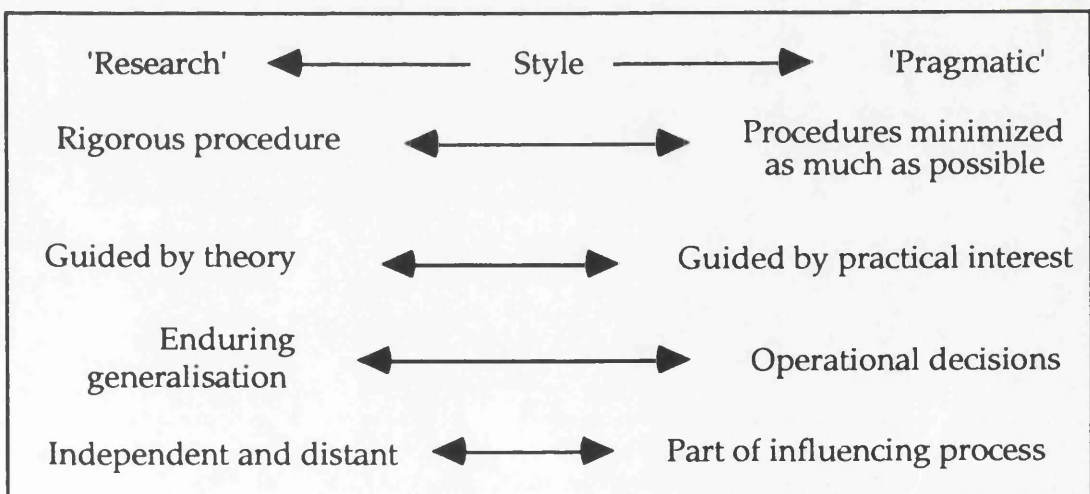 'Research' Style 'Pragmatic'
Rigorous procedure
Procedures minimized
as much as possible
Guided by theory
Guided by practical interest
Enduring
generalisation
Operational decisions
Independent and distant
Part of influencing process